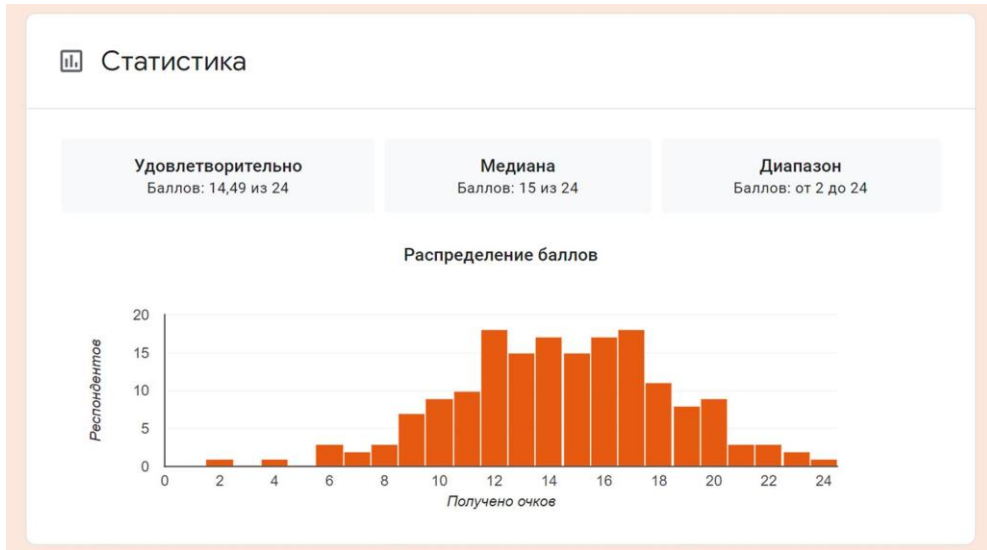 Статистика
Удовлетворительно
Баллов: 14,49 из 24
Медиана
Баллов: 15 из 24
Диапазон
Баллов: от 2 до 24
Распределение баллов
Респондентов
20
15
10
5
0
0 2 4 6 8 10 12 14 16 18 20 22 24
Получено очков